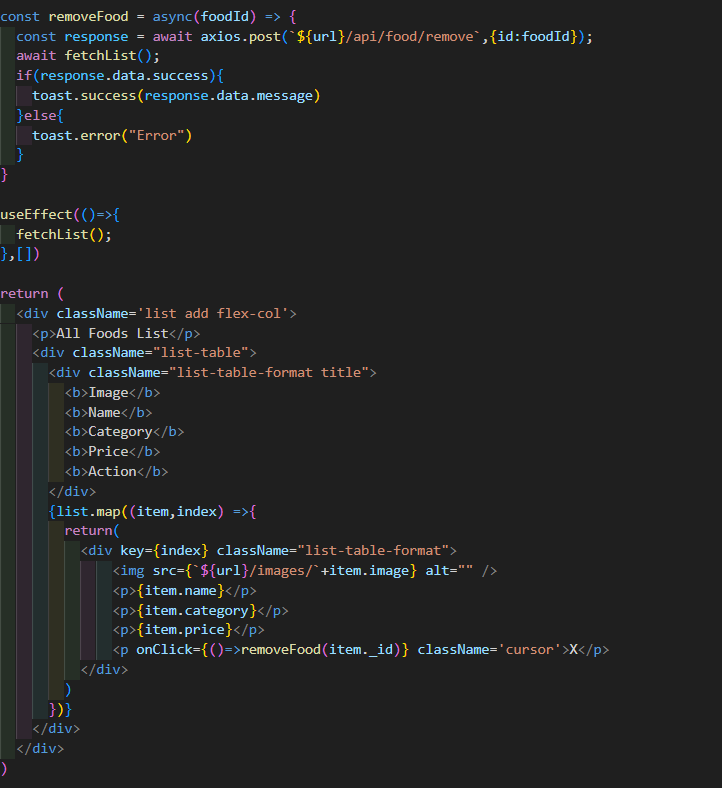 const removeFood = async(foodId) => {
const response = await axios.post(`${url}/api/food/remove`,{id:foodId});
await fetchList();
if(response.data.success){
toast.success(response.data.message)
}else{
toast.error("Error")
}
}
useEffect(()=>{
fetchList();
},[])
return (
<div className='list add flex-col'>
<p>All Foods List</p>
<div className="list-table">
<div className="list-table-format title">
<b>Image</b>
<b>Name</b>
<b>Category</b>
<b>Price</b>
<b>Action</b>
</div>
{list.map((item,index) =>{
return(
<div key={index} className="list-table-format">
<img src={`${url}/images/`+item.image} alt="" />
<p>{item.name}</p>
<p>{item.category}</p>
<p>{item.price}</p>
<p onClick={()=>removeFood(item._id)} className='cursor'>X</p>
</div>
)
})}
</div>
</div>
)